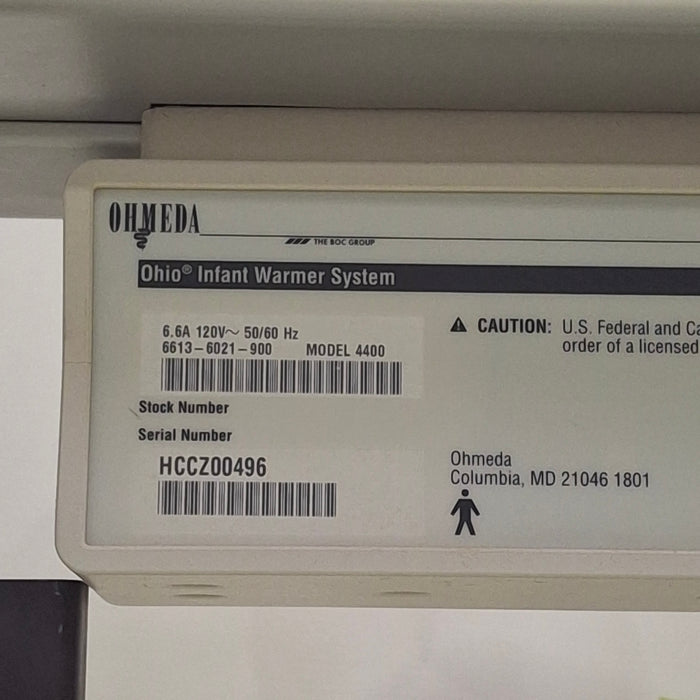 OHMEDA
THE BOC GROUP
Ohio® Infant Warmer System
6.6A 120V~ 50/60 Hz
6613-6021-900 MODEL 4400
Stock Number
Serial Number
HCCZ00496
CAUTION: U.S. Federal and Ca
order of a licensed
Ohmeda
Columbia, MD 21046 1801